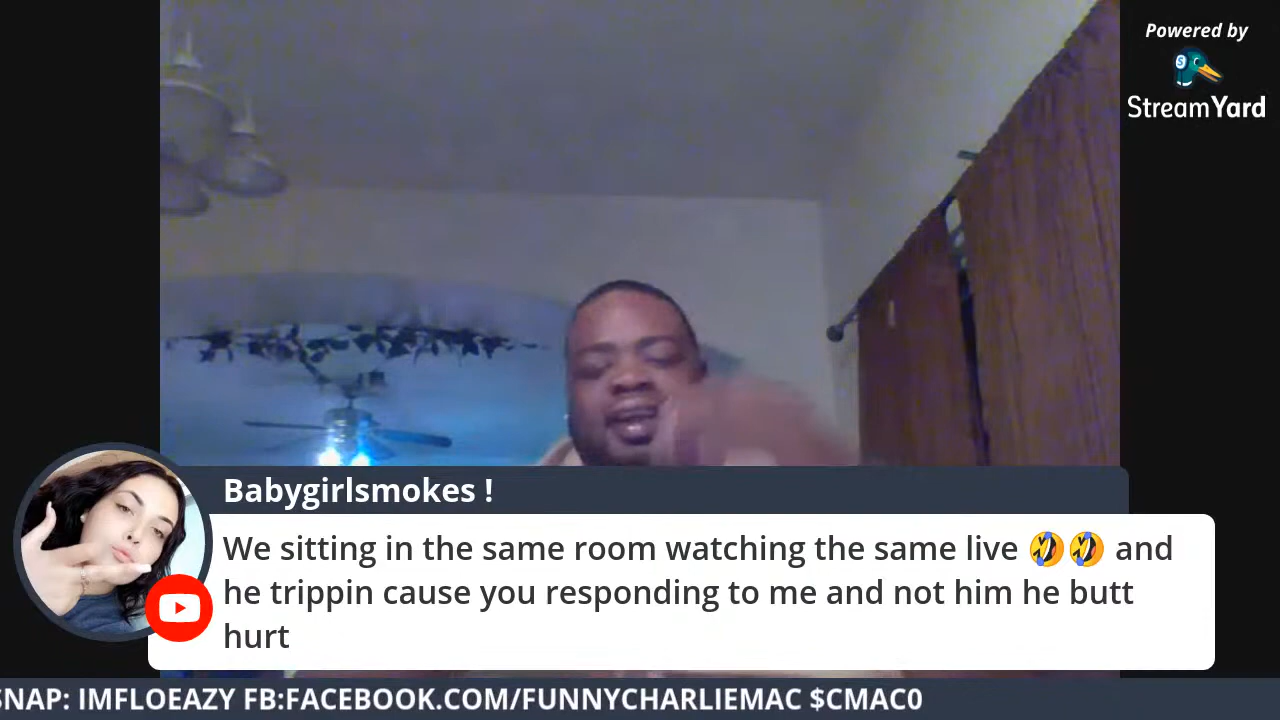 Powered by
StreamYard
Babygirlsmokes !
We sitting in the same room watching the same live 🤣🤣 and
he trippin cause you responding to me and not him he butt
hurt
SNAP: IMFLOEAZY FB:FACEBOOK.COM/FUNNYCHARLIEMAC $CMAC0